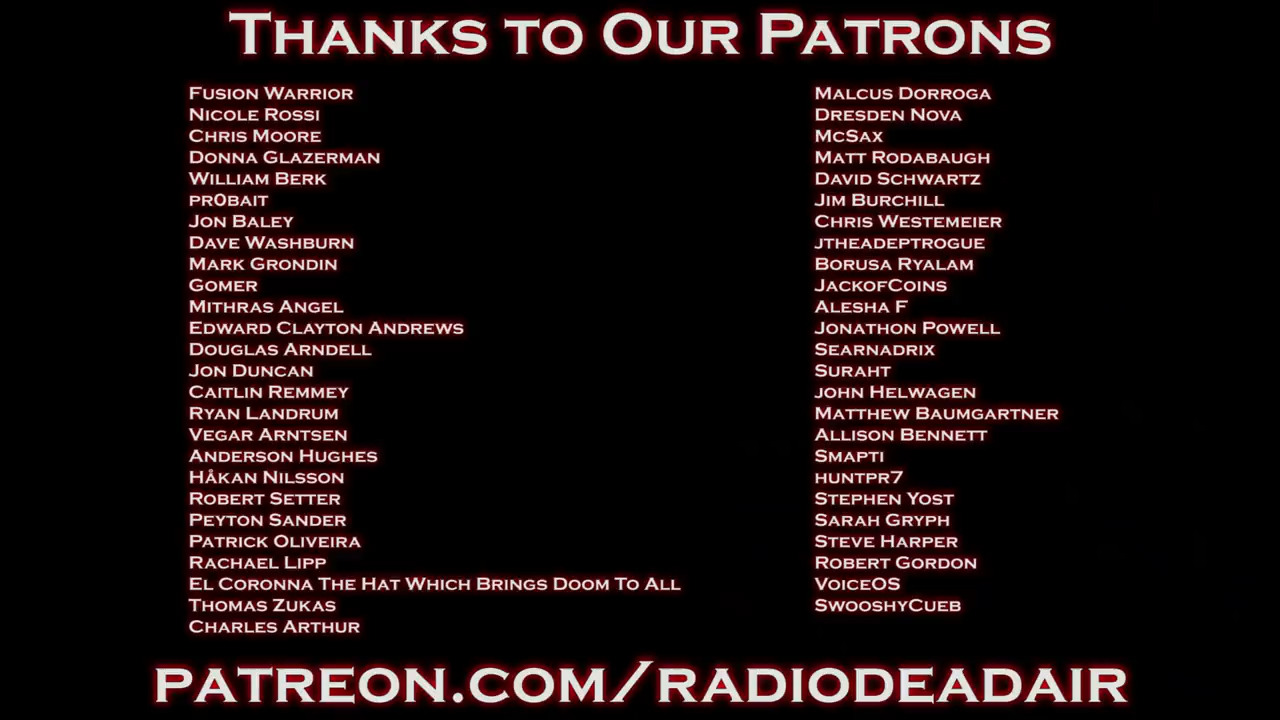 Thanks to Our Patrons
Fusion Warrior
Nicole Rossi
Chris Moore
Donna Glazerman
William Berk
pr0bait
Jon Baley
Dave Washburn
Mark Grondin
Gomer
Mithras Angel
Edward Clayton Andrews
Douglas Arndell
Jon Duncan
Caitlin Remmey
Ryan Landrum
Vegar Arntsen
Anderson Hughes
Håkan Nilsson
Robert Setter
Peyton Sander
Patrick Oliveira
Rachael Lipp
El Coronna The Hat Which Brings Doom To All
Thomas Zukas
Charles Arthur
Malcus Dorroga
Dresden Nova
McSax
Matt Rodabaugh
David Schwartz
Jim Burchill
Chris Westemeier
jtheadeptrogue
Borusa Ryalam
JackofCoins
Alesha F
Jonathon Powell
Searnadrix
Suraht
john Helwagen
Matthew Baumgartner
Allison Bennett
Smapti
huntpr7
Stephen Yost
Sarah Gryph
Steve Harper
Robert Gordon
VoiceOS
SwooshyCueb
patreon.com/radiodeadair